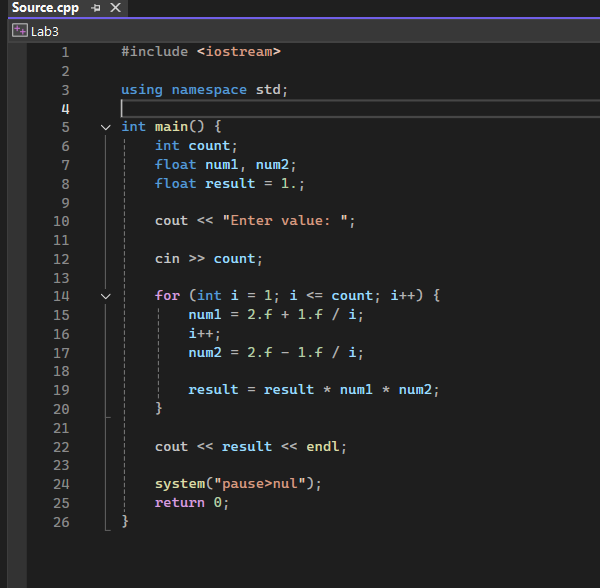 Source.cpp
Lab3
1 #include <iostream>
2
3 using namespace std;
4
5 int main() {
6 int count;
7 float num1, num2;
8 float result = 1.;
9
10 cout << "Enter value: ";
11
12 cin >> count;
13
14 for (int i = 1; i <= count; i++) {
15 num1 = 2.f + 1.f / i;
16 i++;
17 num2 = 2.f - 1.f / i;
18
19 result = result * num1 * num2;
20 }
21
22 cout << result << endl;
23
24 system("pause>nul");
25 return 0;
26 }